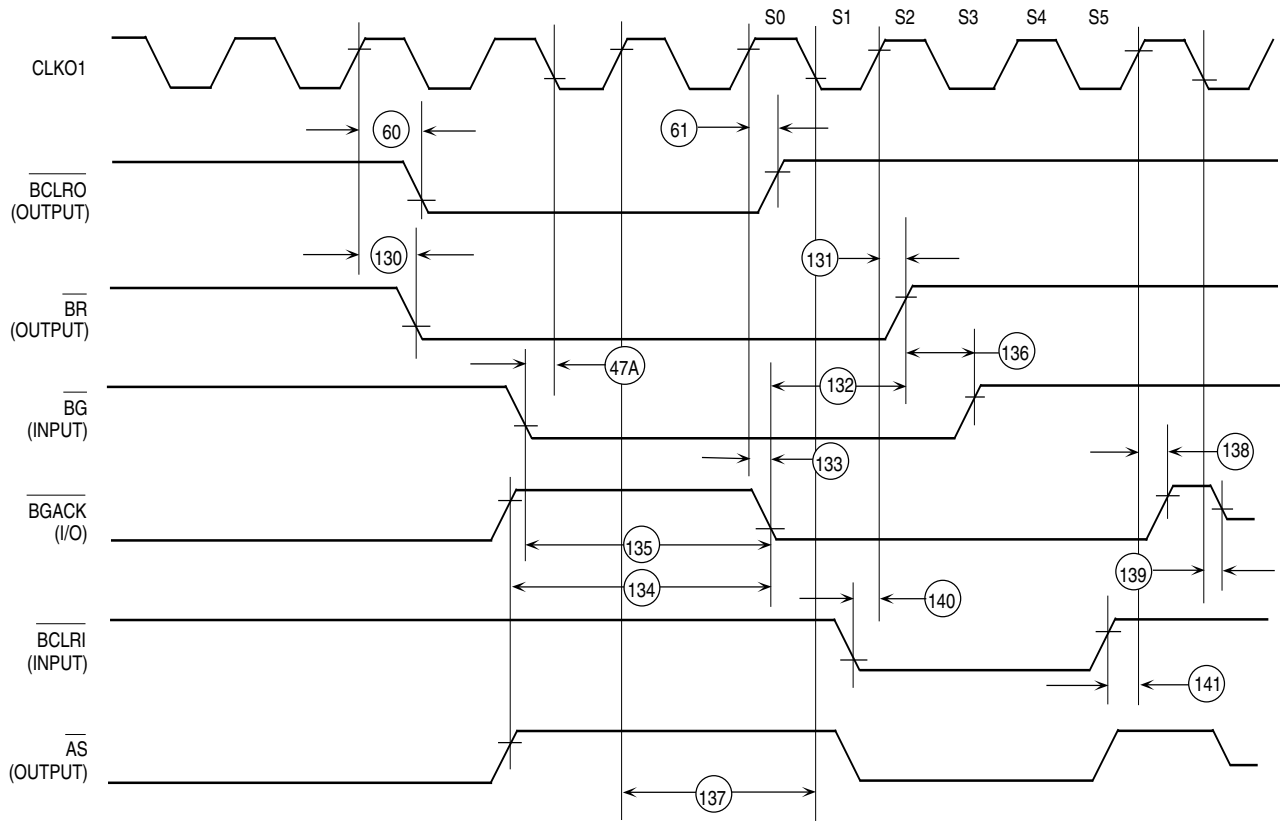 S0 S1 S2 S3 S4 S5
CLKO1
60
61
BCLRO
(OUTPUT)
130
131
BR
(OUTPUT)
47A
136
132
BG
(INPUT)
133
138
BGACK
(I/O)
135
139
134
140
BCLRI
(INPUT)
141
AS
(OUTPUT)
137